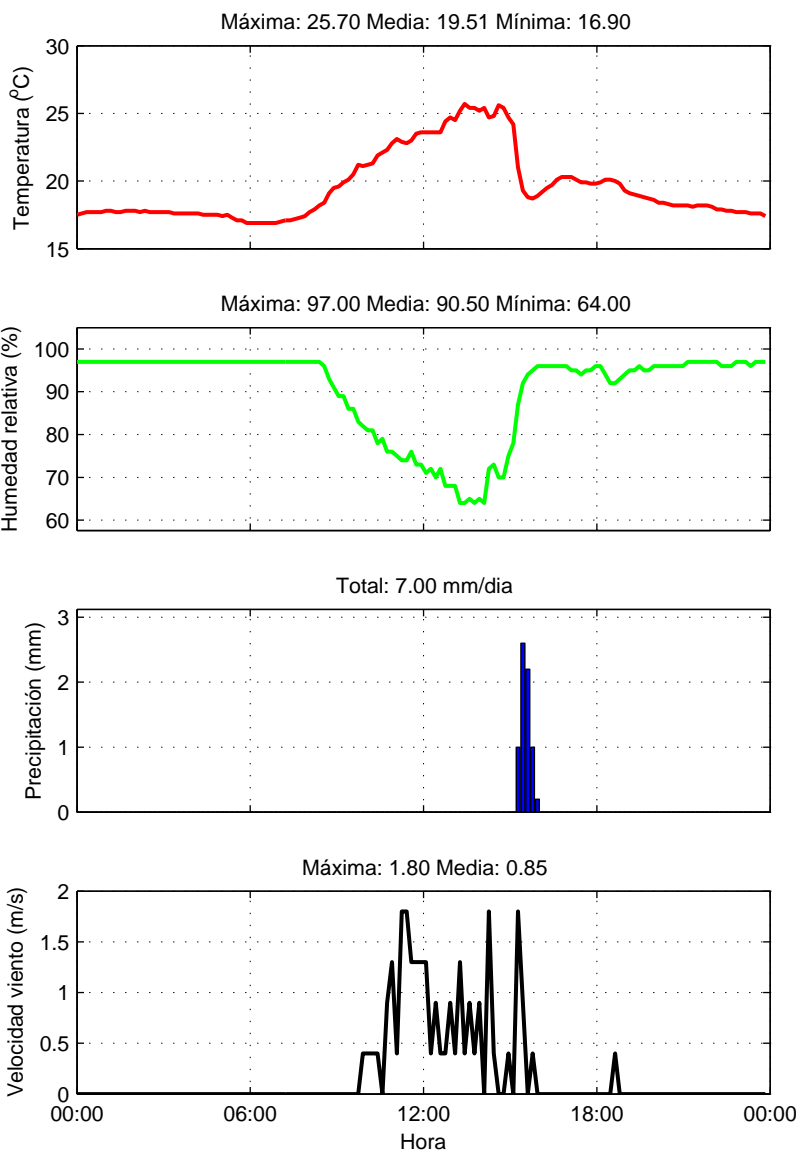 Máxima: 25.70 Media: 19.51 Mínima: 16.90
Temperatura (ºC)
30
25
20
15
Máxima: 97.00 Media: 90.50 Mínima: 64.00
Humedad relativa (%)
100
90
80
70
60
Total: 7.00 mm/dia
Precipitación (mm)
3
2
1
0
Máxima: 1.80 Media: 0.85
Velocidad viento (m/s)
2
1.5
1
0.5
0
00:00 06:00 12:00 18:00 00:00
Hora